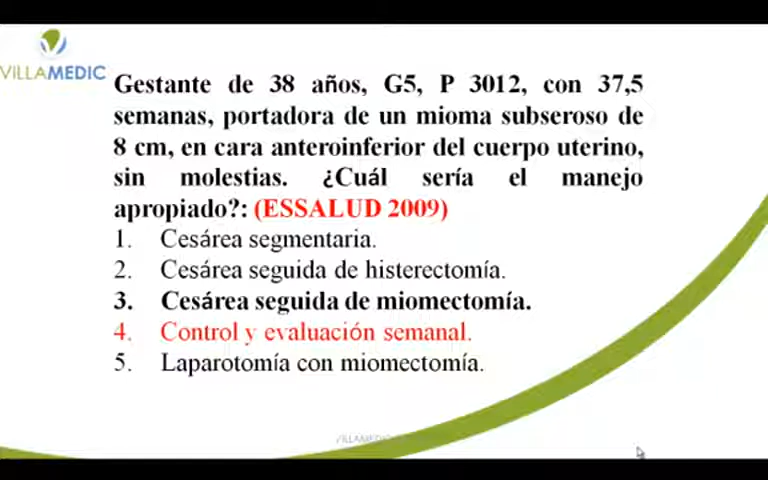 VILLAMEDIC
Gestante de 38 años, G5, P 3012, con 37,5
semanas, portadora de un mioma subseroso de
8 cm, en cara anteroinferior del cuerpo uterino,
sin molestias. ¿Cuál sería el manejo
apropiado?: (ESSALUD 2009)
1. Cesárea segmentaria.
2. Cesárea seguida de histerectomía.
3. Cesárea seguida de miomectomía.
4. Control y evaluación semanal.
5. Laparotomía con miomectomía.
VILLAMEDIC